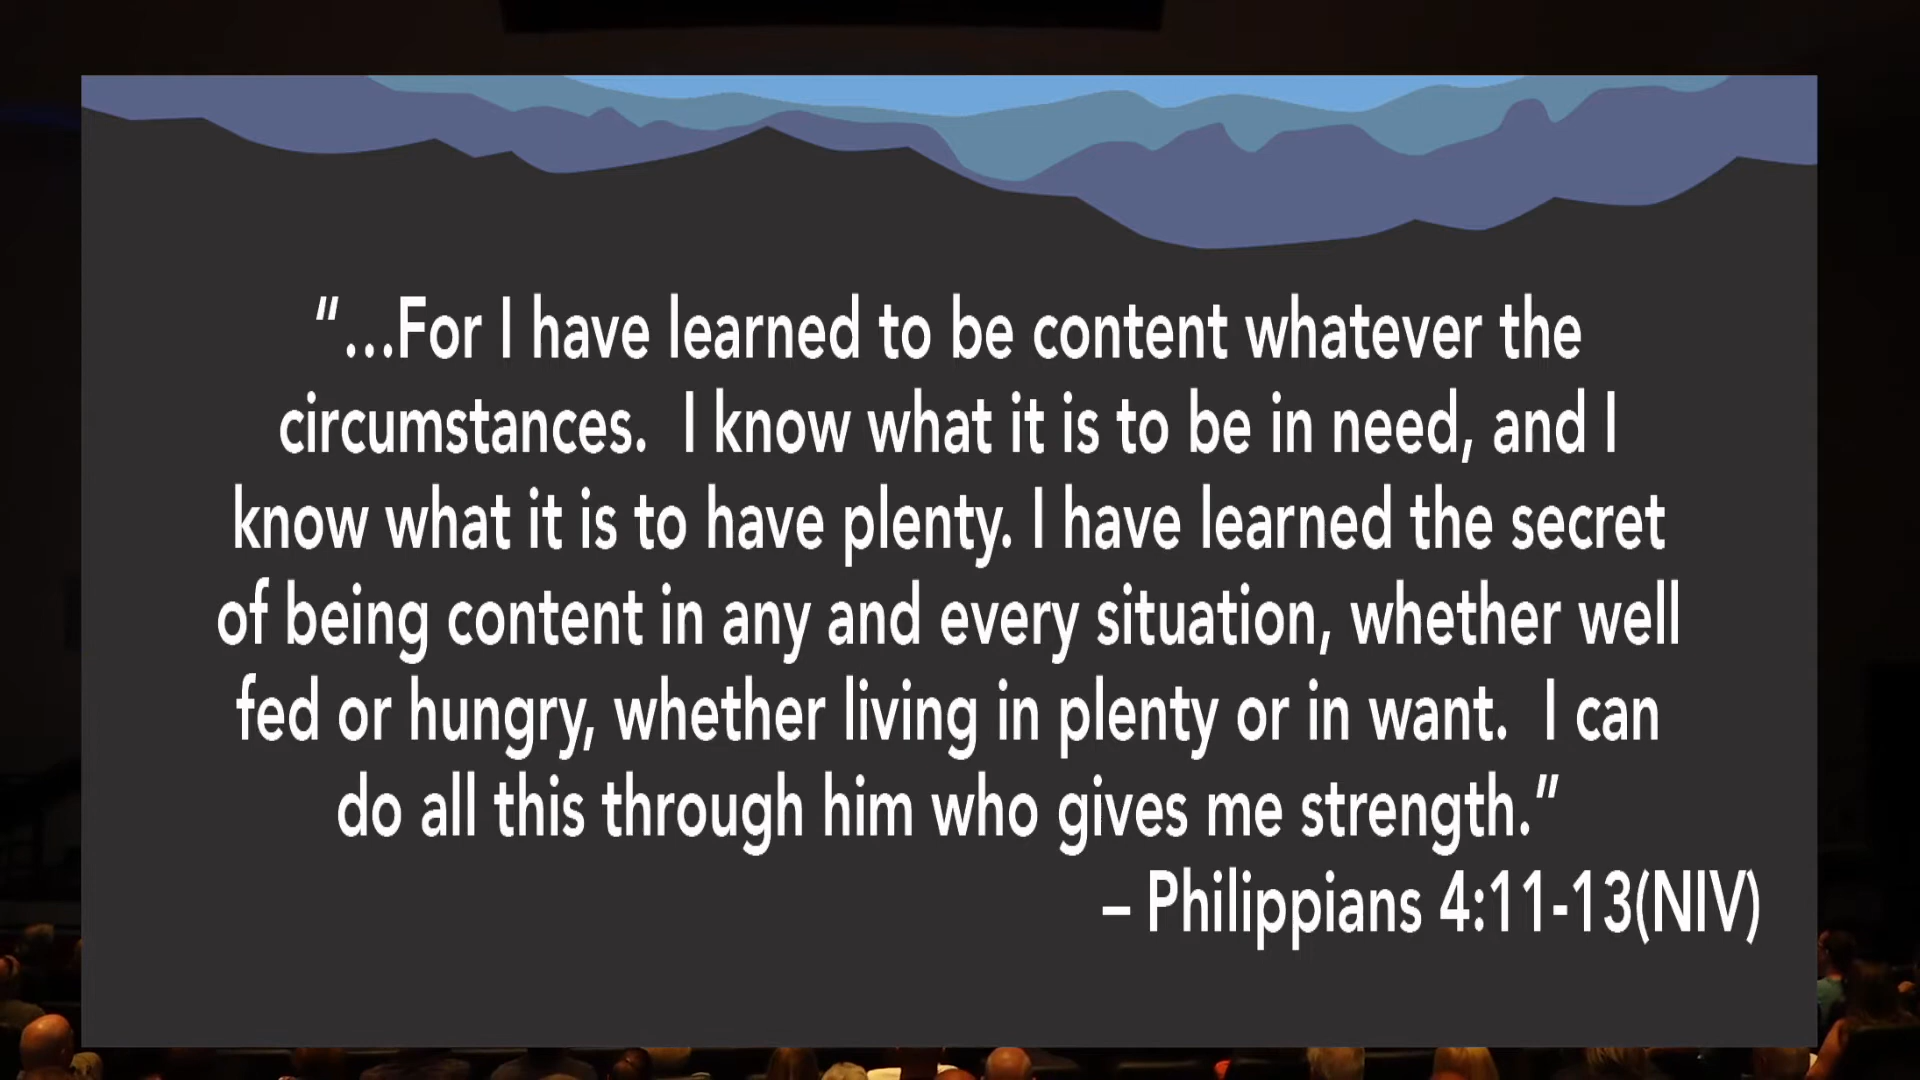 “…For I have learned to be content whatever the
circumstances.  I know what it is to be in need, and I
know what it is to have plenty. I have learned the secret
of being content in any and every situation, whether well
fed or hungry, whether living in plenty or in want.  I can
do all this through him who gives me strength.”
– Philippians 4:11-13(NIV)